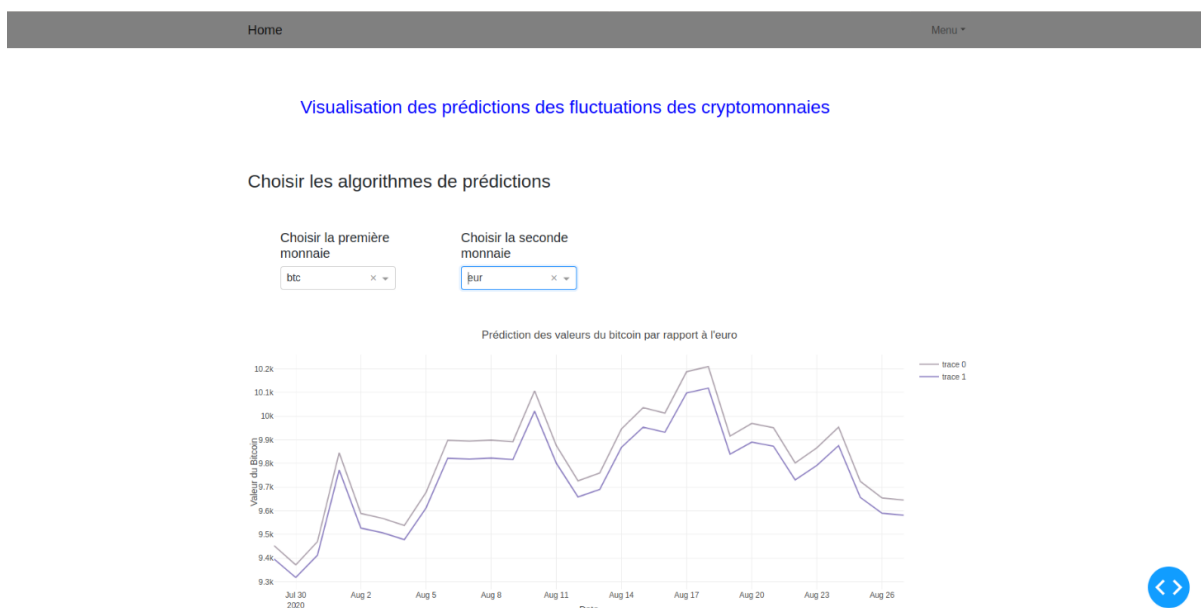 Home
Menu
Visualisation des prédictions des fluctuations des cryptomonnaies
Choisir les algorithmes de prédictions
Choisir la première
monnaie
Choisir la seconde
monnaie
btc
eur
Prédiction des valeurs du bitcoin par rapport à l'euro
trace 0
trace 1
Valeur du Bitcoin
10.2k
10.1k
10k
9.9k
9.8k
9.7k
9.6k
9.5k
9.4k
9.3k
Jul 30
2020
Aug 2
Aug 5
Aug 8
Aug 11
Aug 14
Aug 17
Aug 20
Aug 23
Aug 26